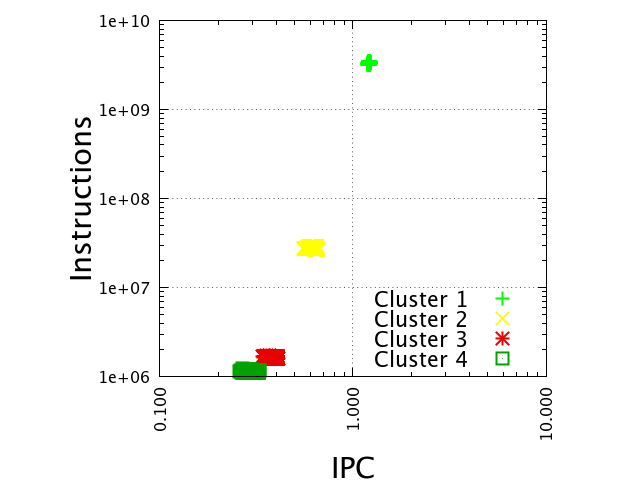 1e+10
1e+09
1e+08
1e+07
1e+06
Instructions
Cluster 1
Cluster 2
Cluster 3
Cluster 4
0.100
1.000
10.000
IPC